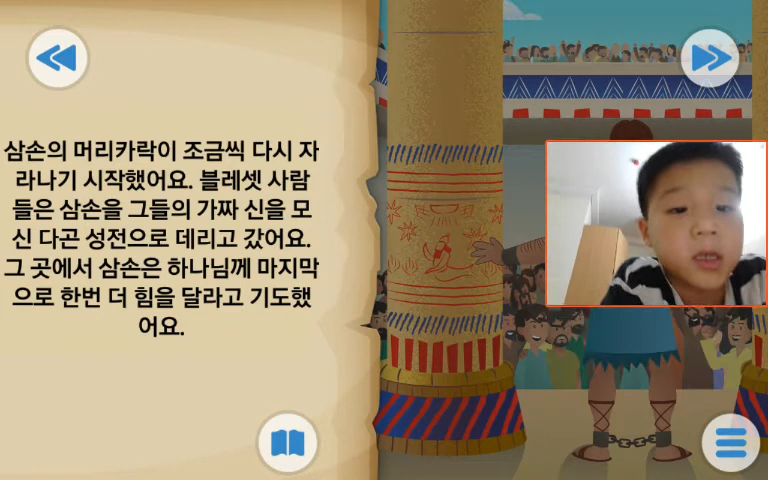 삼손의 머리카락이 조금씩 다시 자
라나기 시작했어요. 블레셋 사람
들은 삼손을 그들의 가짜 신을 모
신 다곤 성전으로 데리고 갔어요.
그 곳에서 삼손은 하나님께 마지막
으로 한번 더 힘을 달라고 기도했
어요.